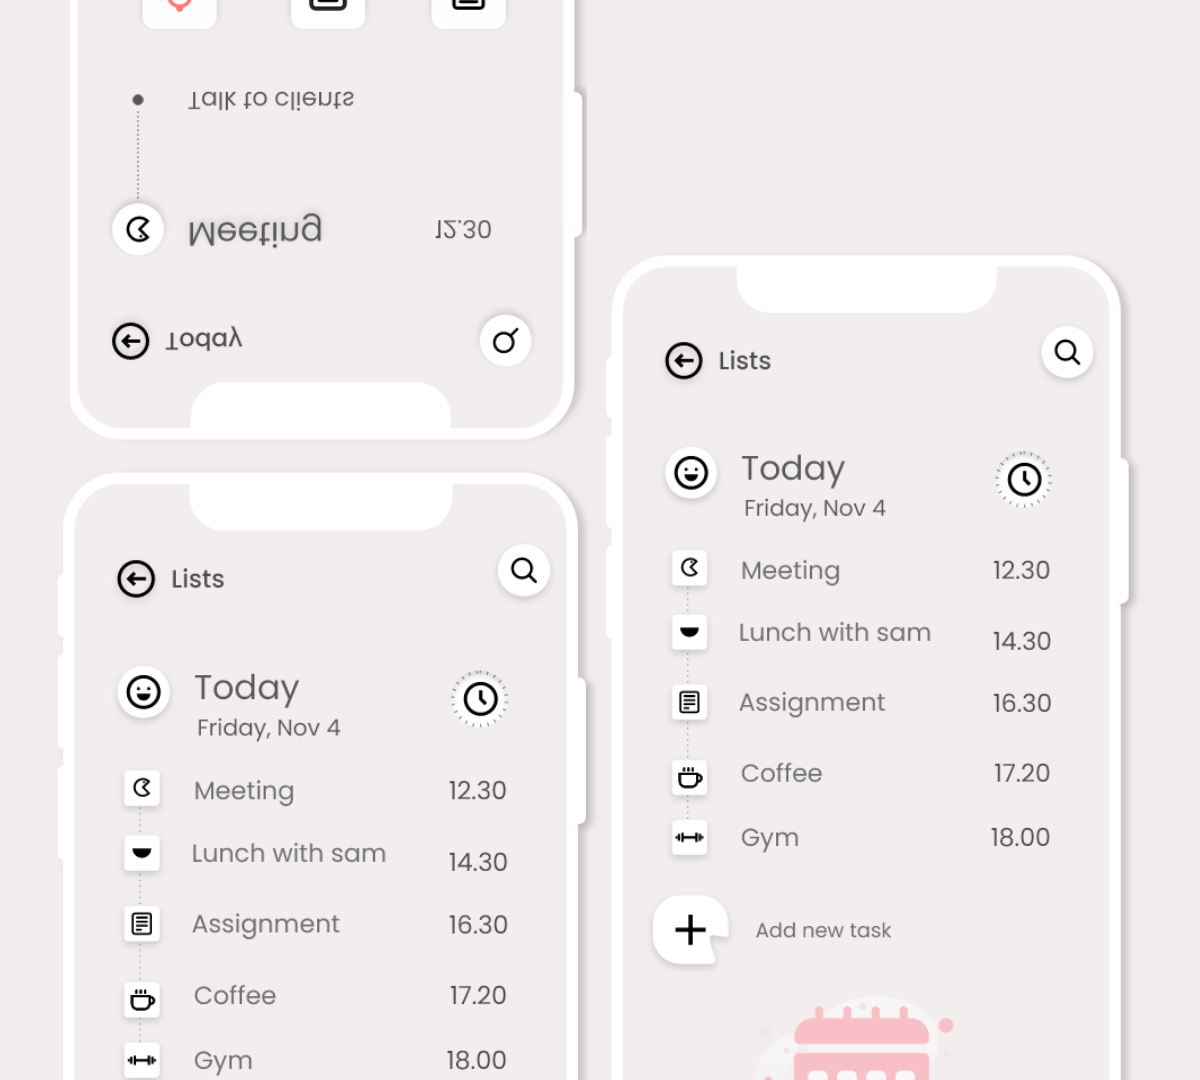 Talk to clients
Meeting 12.30
Today
Lists
Today
Friday, Nov 4
Meeting 12.30
Lunch with sam 14.30
Assignment 16.30
Coffee 17.20
Gym 18.00
Lists
Today
Friday, Nov 4
Meeting 12.30
Lunch with sam 14.30
Assignment 16.30
Coffee 17.20
Gym 18.00
Add new task